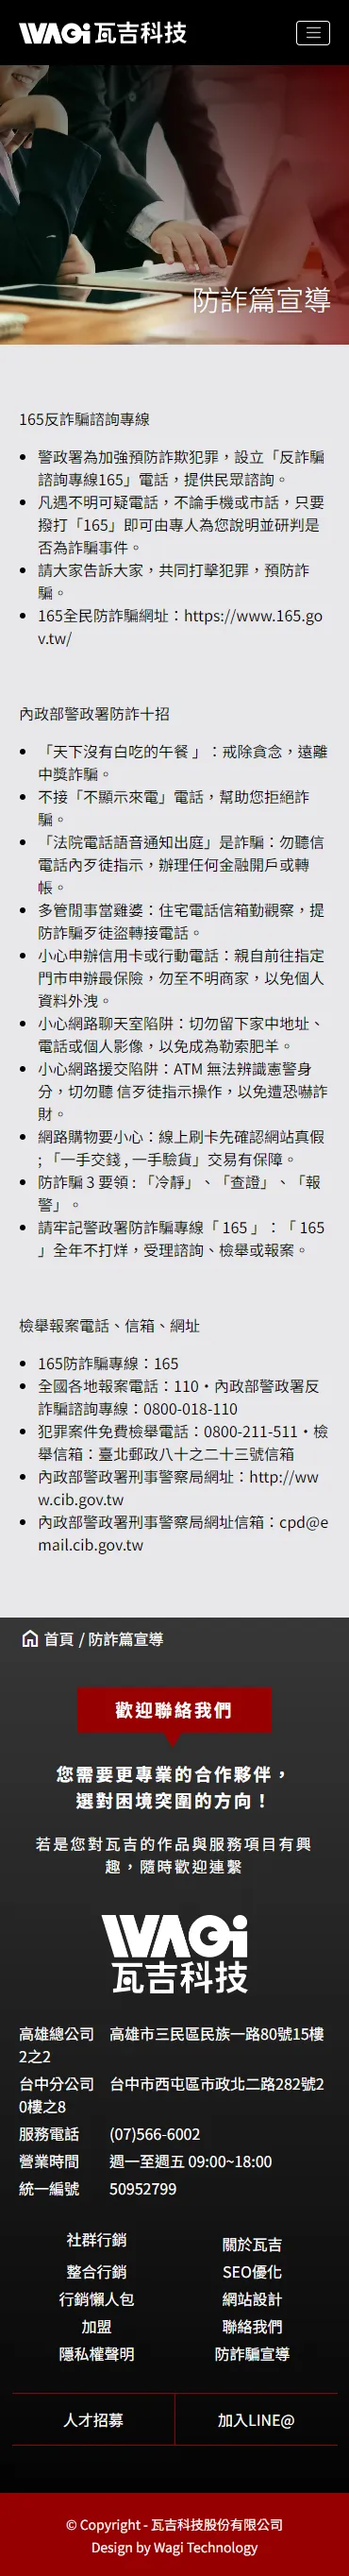 WAGi 瓦吉科技
防詐篇宣導
165反詐騙諮詢專線
警政署為加強預防詐欺犯罪，設立「反詐騙
諮詢專線165」電話，提供民眾諮詢。
凡遇不明可疑電話，不論手機或市話，只要
撥打「165」即可由專人為您說明並研判是
否為詐騙事件。
請大家告訴大家，共同打擊犯罪，預防詐
騙。
165全民防詐騙網址：https://www.165.go
v.tw/
內政部警政署防詐十招
「天下沒有白吃的午餐 」：戒除貪念，遠離
中獎詐騙。
不接「不顯示來電」電話，幫助您拒絕詐
騙。
「法院電話語音通知出庭」是詐騙：勿聽信
電話內歹徒指示，辦理任何金融開戶或轉
帳。
多管閒事當雞婆：住宅電話信箱勤觀察，提
防詐騙歹徒盜轉接電話。
小心申辦信用卡或行動電話：親自前往指定
門市申辦最保險，勿至不明商家，以免個人
資料外洩。
小心網路聊天室陷阱：切勿留下家中地址、
電話或個人影像，以免成為勒索肥羊。
小心網路援交陷阱：ATM 無法辨識憲警身
分，切勿聽 信歹徒指示操作，以免遭恐嚇詐
財。
網路購物要小心：線上刷卡先確認網站真假
; 「一手交錢 , 一手驗貨」交易有保障。
防詐騙 3 要領 : 「冷靜」、「查證」、「報
警」。
請牢記警政署防詐騙專線「 165 」：「 165
」全年不打烊，受理諮詢、檢舉或報案。
檢舉報案電話、信箱、網址
165防詐騙專線：165
全國各地報案電話：110‧內政部警政署反
詐騙諮詢專線：0800-018-110
犯罪案件免費檢舉電話：0800-211-511‧檢
舉信箱：臺北郵政八十之二十三號信箱
內政部警政署刑事警察局網址：http://ww
w.cib.gov.tw
內政部警政署刑事警察局網址信箱：cpd@e
mail.cib.gov.tw
首頁 / 防詐篇宣導
歡迎聯絡我們
您需要更專業的合作夥伴，
選對困境突圍的方向！
若是您對瓦吉的作品與服務項目有興
趣，隨時歡迎連繫
WAGi
瓦吉科技
高雄總公司 高雄市三民區民族一路80號15樓
2之2
台中分公司 台中市西屯區市政北二路282號2
0樓之8
服務電話 (07)566-6002
營業時間 週一至週五 09:00~18:00
統一編號 50952799
社群行銷 關於瓦吉
整合行銷 SEO優化
行銷懶人包 網站設計
加盟 聯絡我們
隱私權聲明 防詐騙宣導
人才招募 加入LINE@
© Copyright - 瓦吉科技股份有限公司
Design by Wagi Technology